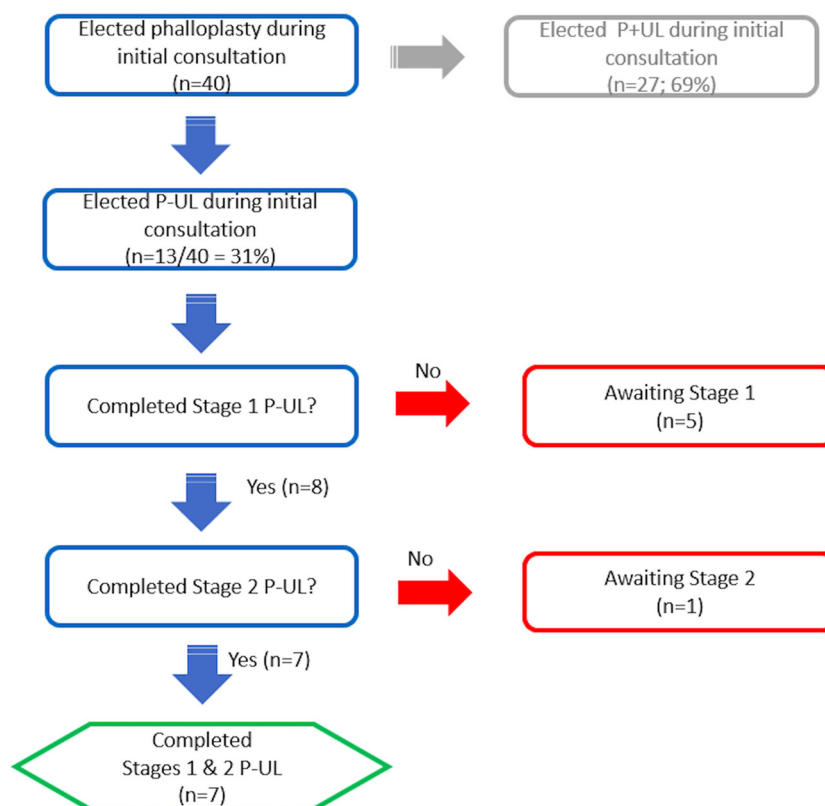 Elected phalloplasty during
initial consultation
(n=40)
Elected P+UL during initial
consultation
(n=27; 69%)
Elected P-UL during initial
consultation
(n=13/40 = 31%)
Completed Stage 1 P-UL?
No
Awaiting Stage 1
(n=5)
Yes (n=8)
Completed Stage 2 P-UL?
No
Awaiting Stage 2
(n=1)
Yes (n=7)
Completed
Stages 1 & 2 P-UL
(n=7)